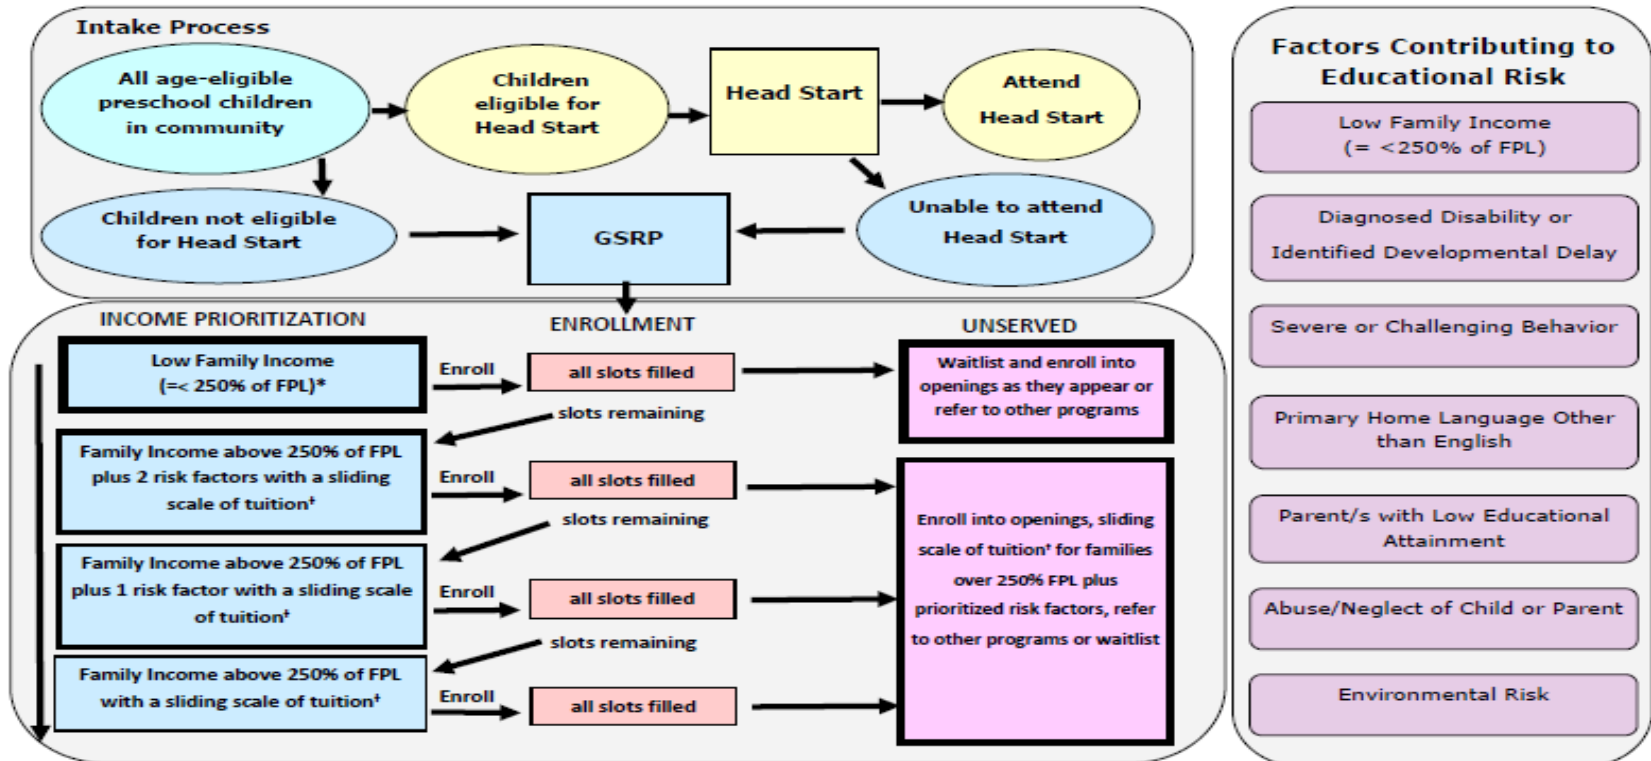 Intake Process
All age-eligible
preschool children
in community
Children
eligible for
Head Start
Head Start
Attend
Head Start
Children not eligible
for Head Start
GSRP
Unable to attend
Head Start
INCOME PRIORITIZATION
ENROLLMENT
UNSERVED
Low Family Income
(=< 250% of FPL)*
Enroll
all slots filled
Waitlist and enroll into
openings as they appear or
refer to other programs
slots remaining
Family Income above 250% of FPL
plus 2 risk factors with a sliding
scale of tuition†
Enroll
all slots filled
slots remaining
Enroll into openings, sliding
scale of tuition† for families
over 250% FPL plus
prioritized risk factors, refer
to other programs or waitlist
Family Income above 250% of FPL
plus 1 risk factor with a sliding scale
of tuition†
Enroll
all slots filled
slots remaining
Family Income above 250% of FPL
with a sliding scale of tuition†
Enroll
all slots filled
Factors Contributing to
Educational Risk
Low Family Income
(= <250% of FPL)
Diagnosed Disability or
Identified Developmental Delay
Severe or Challenging Behavior
Primary Home Language Other
than English
Parent/s with Low Educational
Attainment
Abuse/Neglect of Child or Parent
Environmental Risk